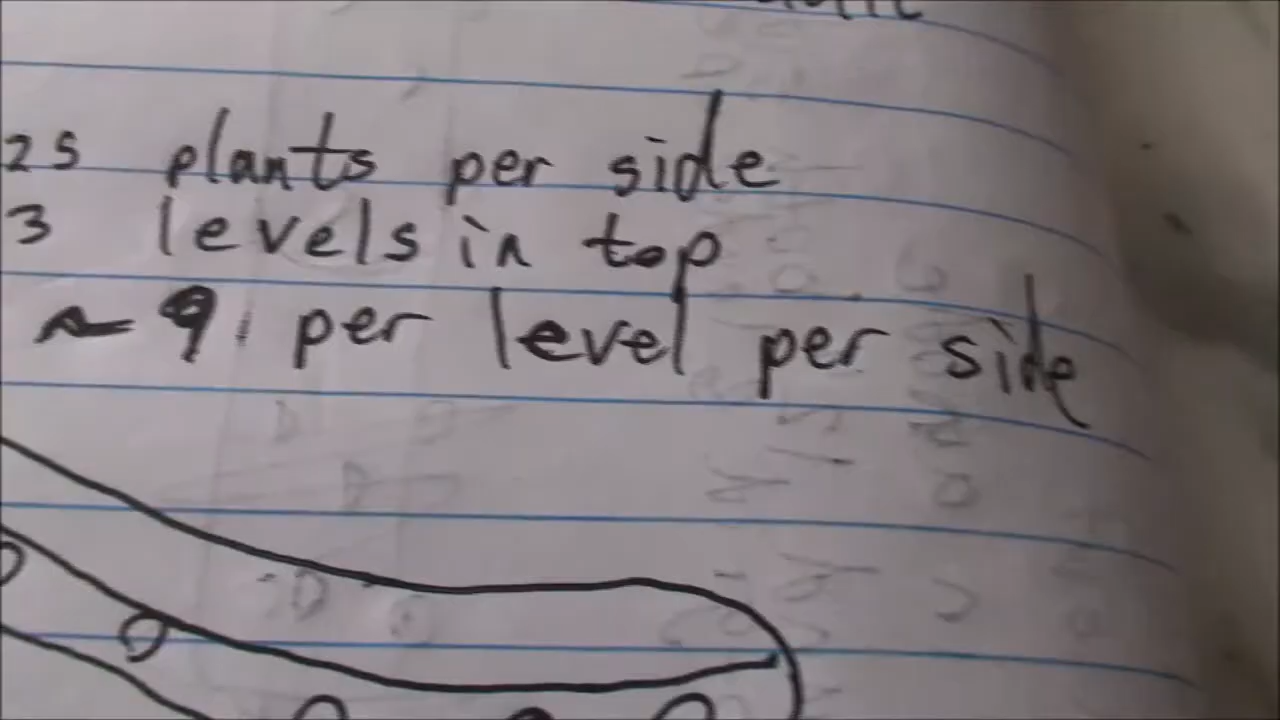 25 plants per side
3 levels in top
~ 9 per level per side